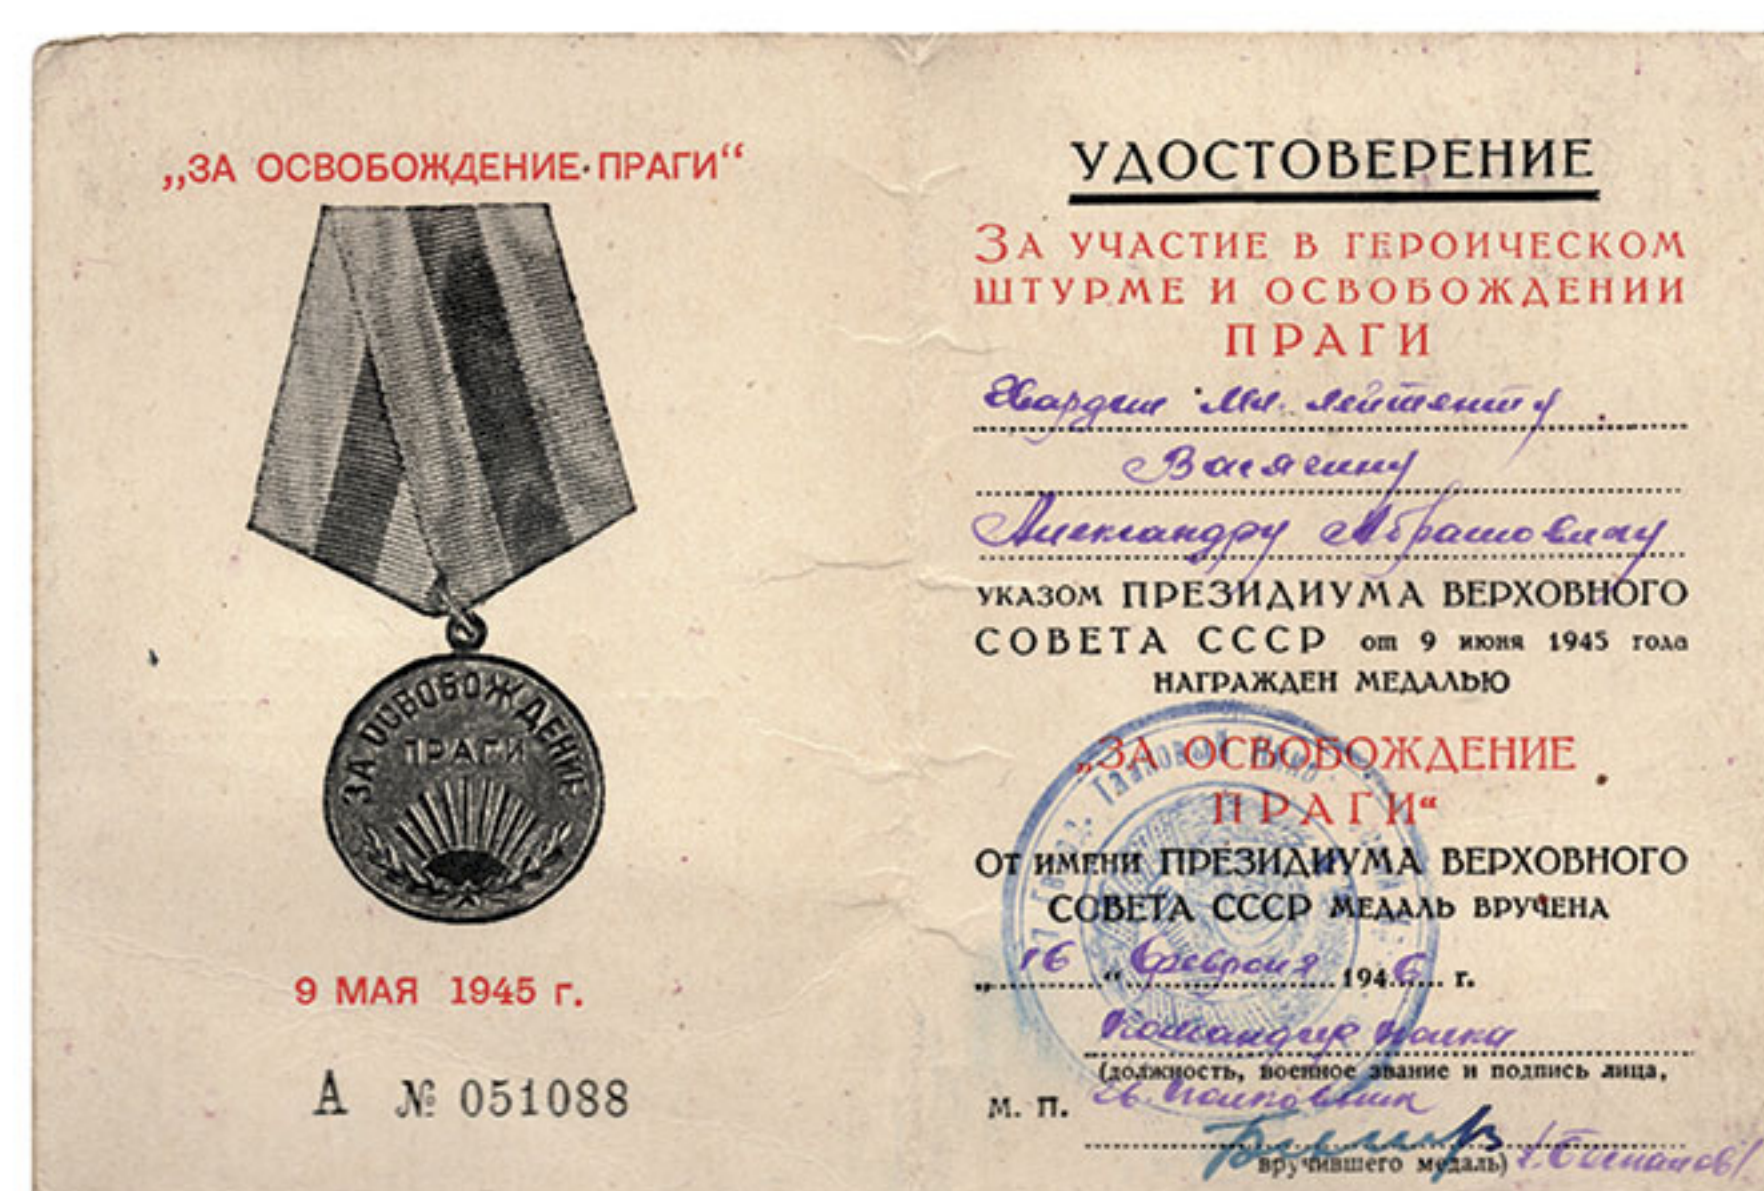 „ЗА ОСВОБОЖДЕНИЕ ПРАГИ“
ЗА ОСВОБОЖДЕНИЕ
ПРАГИ
9 МАЯ 1945 г.
А № 051088
УДОСТОВЕРЕНИЕ
ЗА УЧАСТИЕ В ГЕРОИЧЕСКОМ
ШТУРМЕ И ОСВОБОЖДЕНИИ
ПРАГИ
Гвардии Мл. лейтенанту
Александру Абрамовичу
УКАЗОМ ПРЕЗИДИУМА ВЕРХОВНОГО
СОВЕТА СССР от 9 июня 1945 года
НАГРАЖДЕН МЕДАЛЬЮ
„ЗА ОСВОБОЖДЕНИЕ
ПРАГИ“
ОТ ИМЕНИ ПРЕЗИДИУМА ВЕРХОВНОГО
СОВЕТА СССР МЕДАЛЬ ВРУЧЕНА
„16“ февраля 1946 г.
Командир полка
(должность, военное звание и подпись лица,
М. П. гв. Полковник
вручившего медаль)